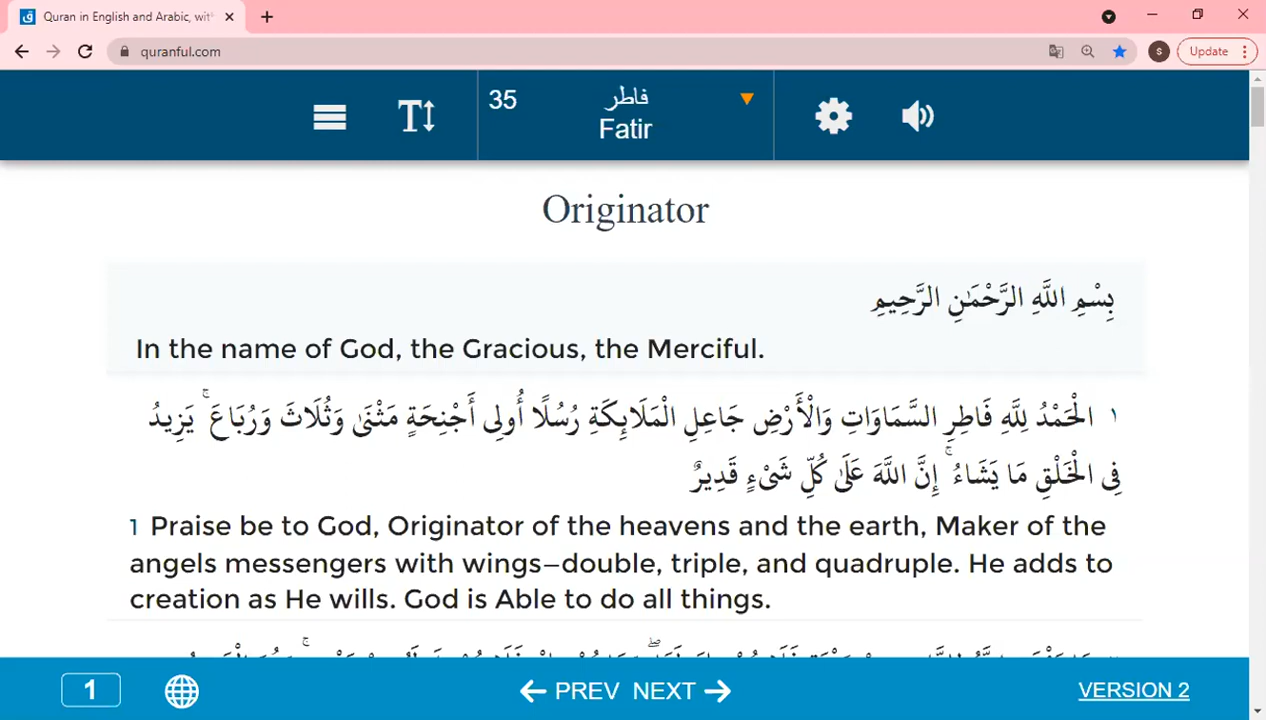 Quran in English and Arabic, wit
quranful.com
S
Update
35
فاطر
Fatir
Originator
بِسْمِ اللَّهِ الرَّحْمَٰنِ الرَّحِيمِ
In the name of God, the Gracious, the Merciful.
١ الْحَمْدُ لِلَّهِ فَاطِرِ السَّمَاوَاتِ وَالْأَرْضِ جَاعِلِ الْمَلَائِكَةِ رُسُلًا أُولِي أَجْنِحَةٍ مَثْنَىٰ وَثُلَاثَ وَرُبَاعَ ۚ يَزِيدُ
فِي الْخَلْقِ مَا يَشَاءُ ۚ إِنَّ اللَّهَ عَلَىٰ كُلِّ شَيْءٍ قَدِيرٌ
1 Praise be to God, Originator of the heavens and the earth, Maker of the
angels messengers with wings—double, triple, and quadruple. He adds to
creation as He wills. God is Able to do all things.
1
PREV NEXT
VERSION 2